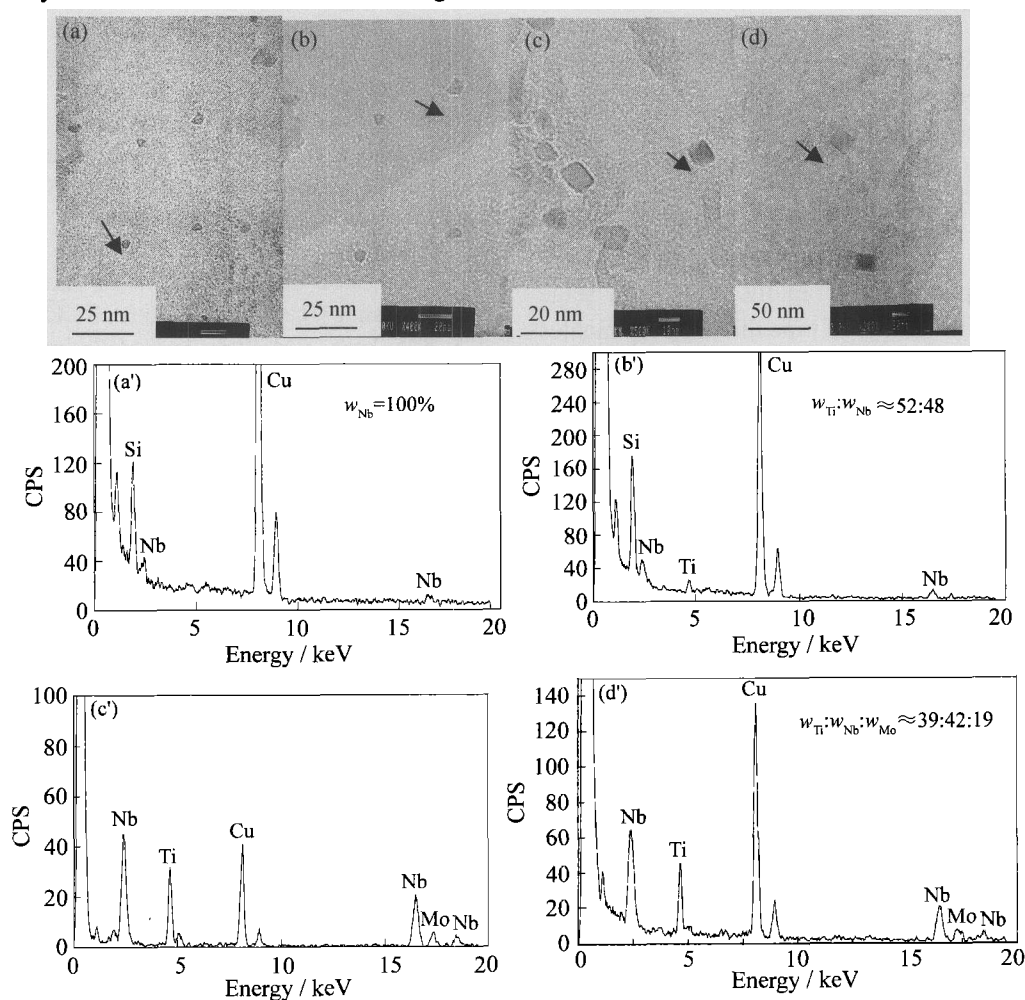 (a)
(b)
(c)
(d)
25 nm
25 nm
20 nm
50 nm
200
160
120
80
40
0
CPS
(a')
Si
Nb
Cu
Nb
w_Nb=100%
0 5 10 15 20
Energy / keV
280
240
200
160
120
80
40
0
CPS
(b')
Si
Nb
Ti
Cu
Nb
w_Ti:w_Nb≈52:48
0 5 10 15 20
Energy / keV
100
80
60
40
20
0
CPS
(c')
Nb
Ti
Cu
Nb
Mo
Nb
0 5 10 15 20
Energy / keV
140
120
100
80
60
40
20
0
CPS
(d')
Nb
Ti
Cu
Nb
Mo
Nb
w_Ti:w_Nb:w_Mo≈39:42:19
0 5 10 15 20
Energy / keV